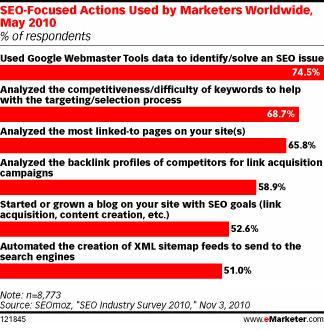 SEO-Focused Actions Used by Marketers Worldwide,
May 2010
% of respondents
Used Google Webmaster Tools data to identify/solve an SEO issue
74.5%
Analyzed the competitiveness/difficulty of keywords to help
with the targeting/selection process
68.7%
Analyzed the most linked-to pages on your site(s)
65.8%
Analyzed the backlink profiles of competitors for link acquisition
campaigns
58.9%
Started or grown a blog on your site with SEO goals (link
acquisition, content creation, etc.)
52.6%
Automated the creation of XML sitemap feeds to send to the
search engines
51.0%
Note: n=8,773
Source: SEOmoz, "SEO Industry Survey 2010," Nov 3, 2010
121845
www.eMarketer.com